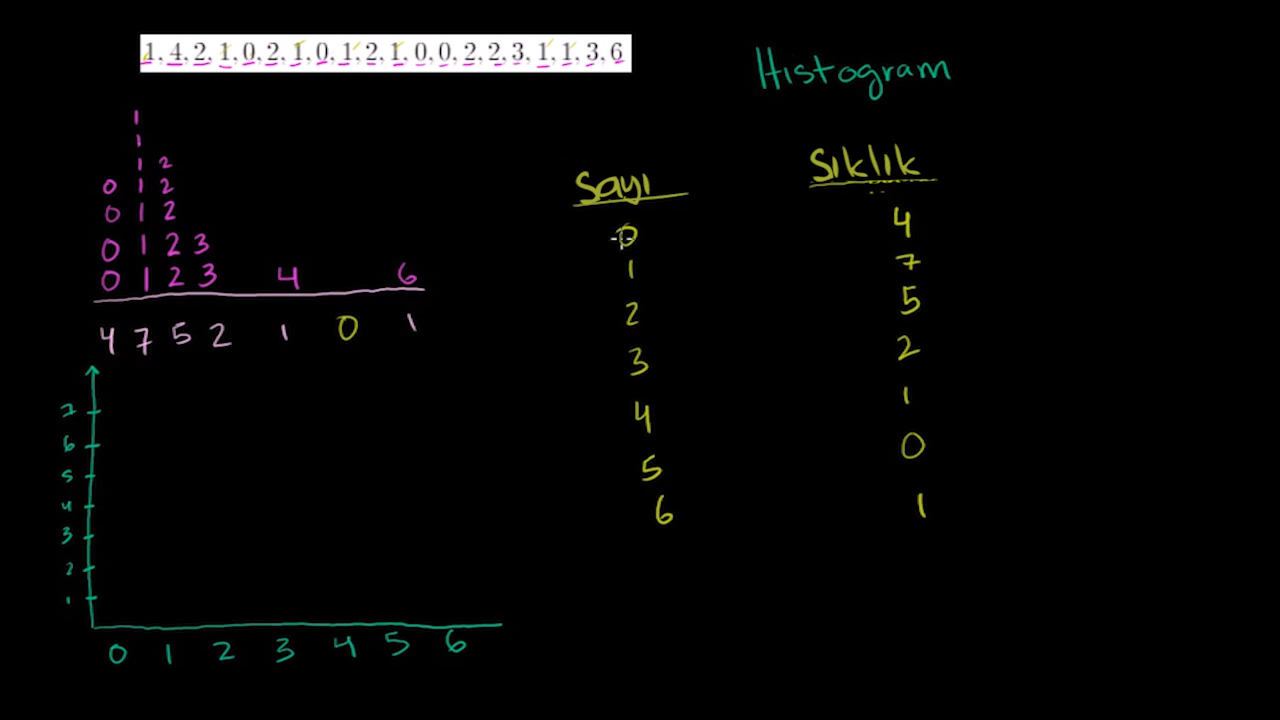 1, 4, 2, 1, 0, 2, 1, 0, 1, 2, 1, 0, 0, 2, 2, 3, 1, 1, 3, 6
Histogram
1
1
1 2
0 1 2
0 1 2
0 1 2 3
0 1 2 3 4 6
4 7 5 2 1 0 1
Sayı Sıklık
0 4
1 7
2 5
3 2
4 1
5 0
6 1
7
6
5
4
3
2
1
0 1 2 3 4 5 6